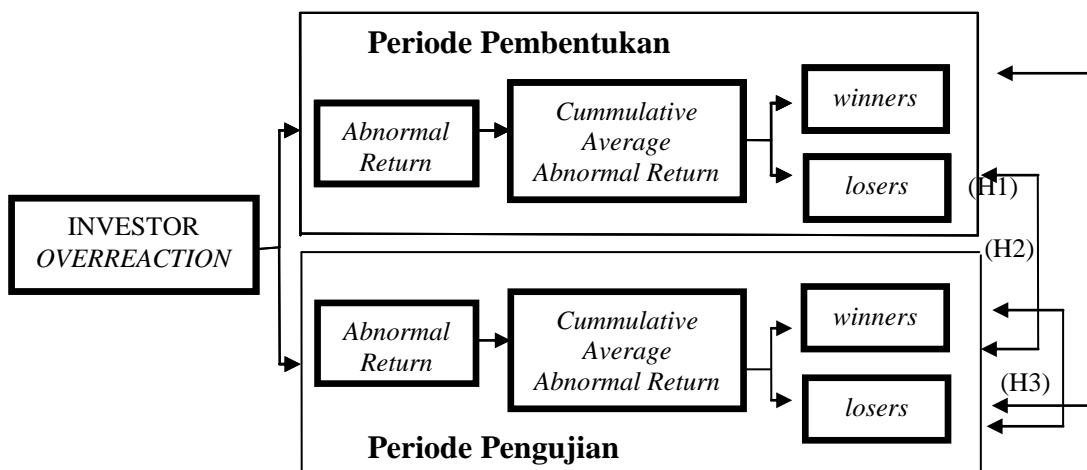 Periode Pembentukan
Abnormal
Return
Cummulative
Average
Abnormal Return
winners
losers
(H1)
INVESTOR
OVERREACTION
(H2)
Abnormal
Return
Cummulative
Average
Abnormal Return
winners
losers
(H3)
Periode Pengujian